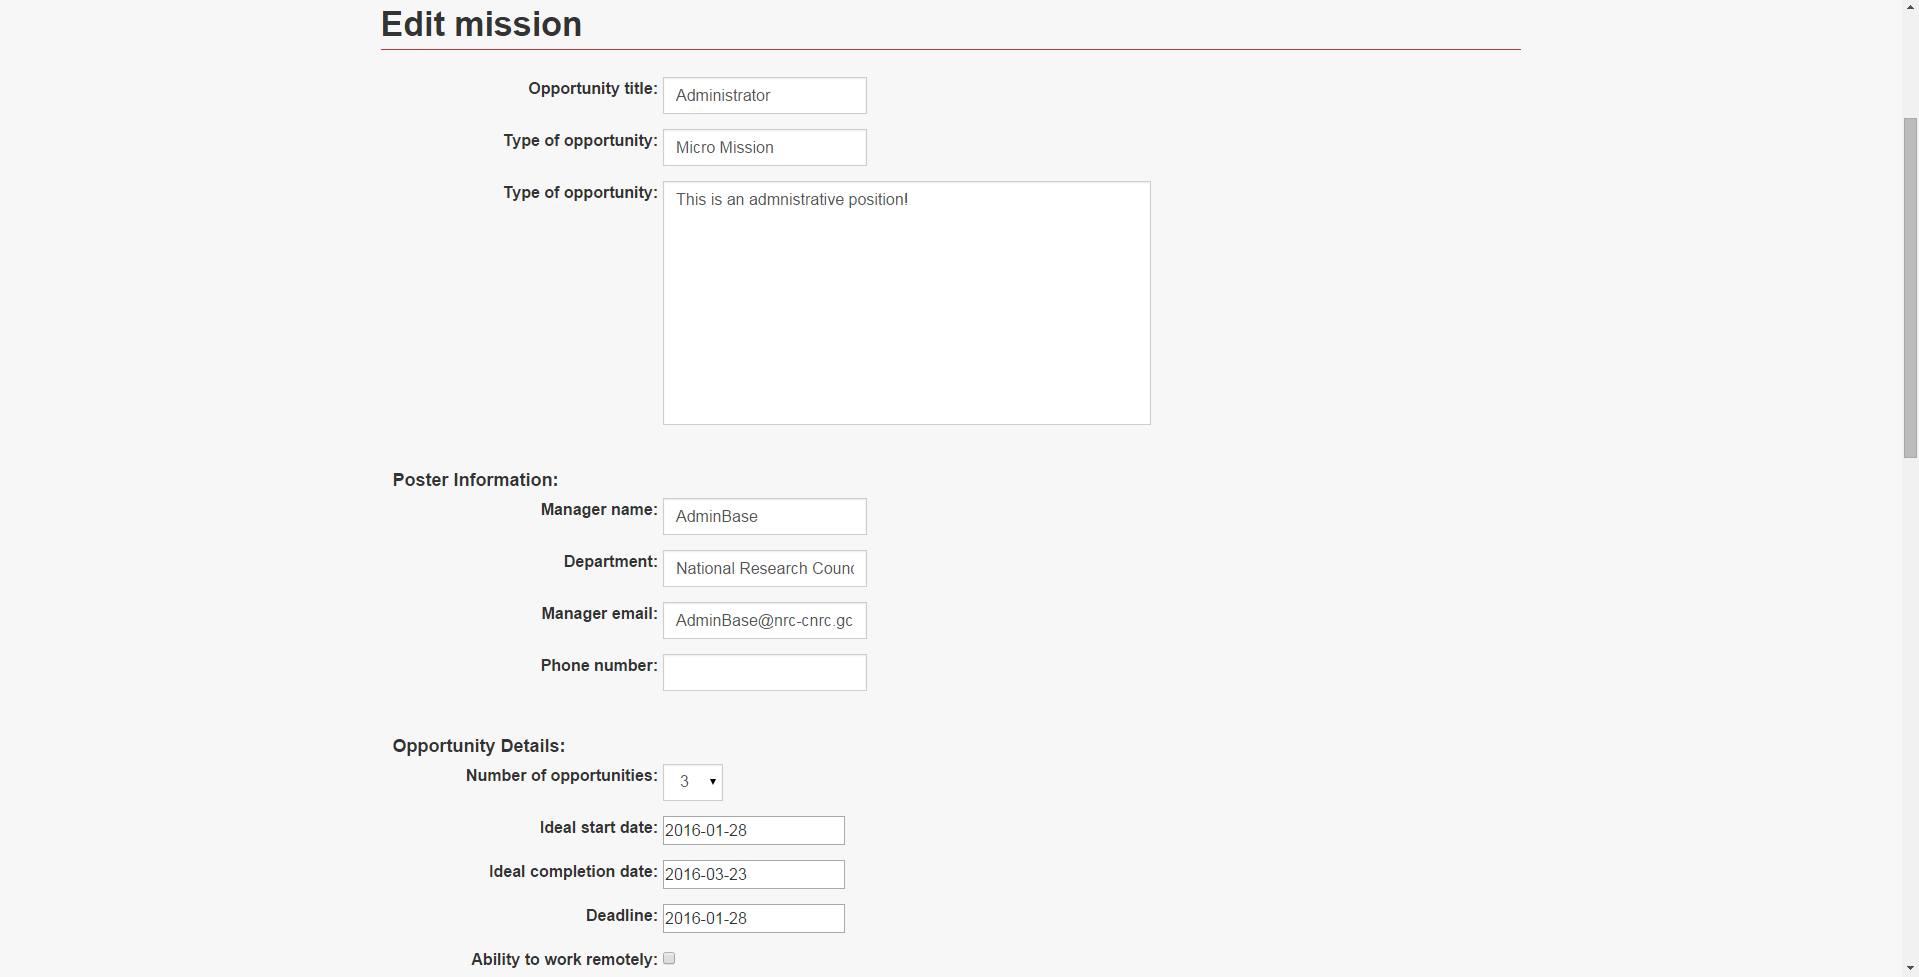 Edit mission
Opportunity title: Administrator
Type of opportunity: Micro Mission
Type of opportunity: This is an admnistrative position!
Poster Information:
Manager name: AdminBase
Department: National Research Counc
Manager email: AdminBase@nrc-cnrc.gc
Phone number:
Opportunity Details:
Number of opportunities: 3
Ideal start date: 2016-01-28
Ideal completion date: 2016-03-23
Deadline: 2016-01-28
Ability to work remotely: